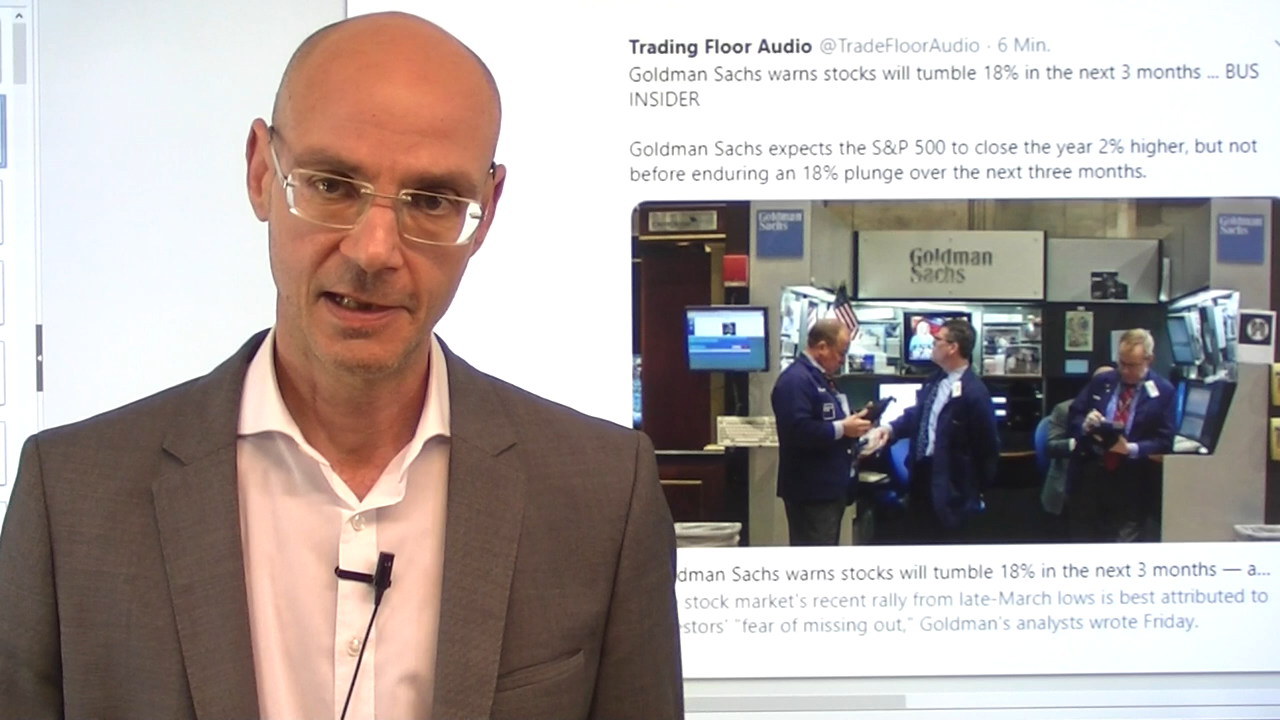 Trading Floor Audio @TradeFloorAudio · 6 Min.
Goldman Sachs warns stocks will tumble 18% in the next 3 months ... BUS
INSIDER
Goldman Sachs expects the S&P 500 to close the year 2% higher, but not
before enduring an 18% plunge over the next three months.
Goldman
Sachs
Goldman
Sachs
Goldman
Sachs
dman Sachs warns stocks will tumble 18% in the next 3 months — a...
stock market's recent rally from late-March lows is best attributed to
estors' "fear of missing out," Goldman's analysts wrote Friday.